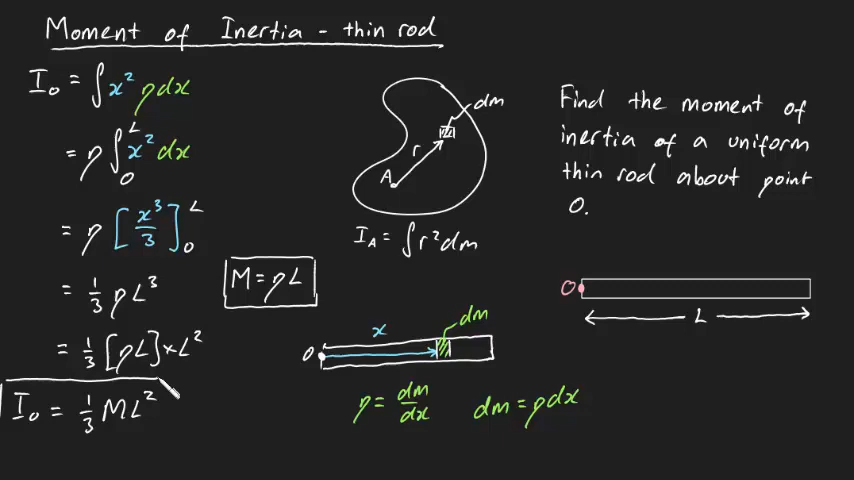 Moment of Inertia - thin rod
I₀ = ∫x² ρdx
= ρ∫₀ᴸ x² dx
= ρ[x³/3]₀ᴸ
= 1/3 ρL³
= 1/3 [ρL]×L²
I₀ = 1/3 ML²
M = ρL
dm
r
A
I_A = ∫r²dm
dm
x
O
ρ = dm/dx
dm = ρdx
Find the moment of
inertia of a uniform
thin rod about point
O.
O
L